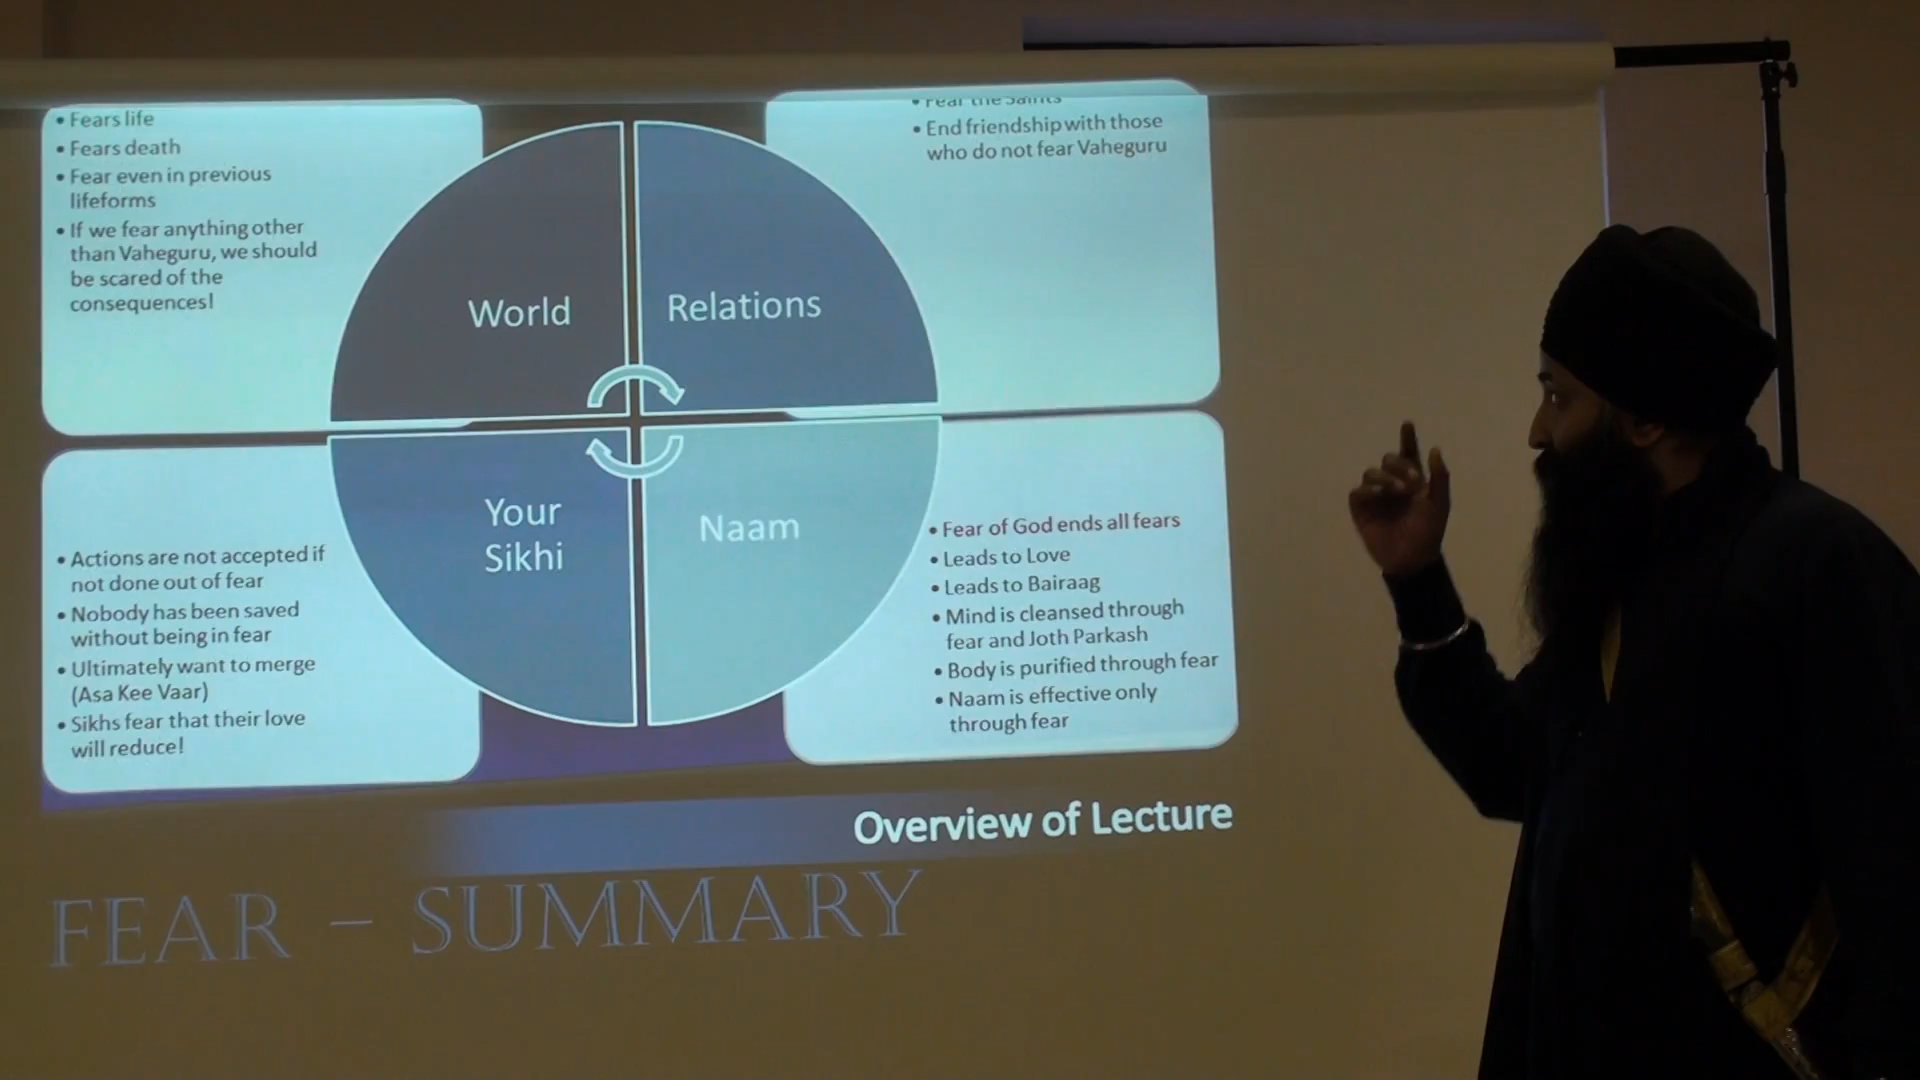 • Fears life
• Fears death
• Fear even in previous
lifeforms
• If we fear anything other
than Vaheguru, we should
be scared of the
consequences!
• Fear the Saints
• End friendship with those
who do not fear Vaheguru
World
Relations
Your
Sikhi
Naam
• Actions are not accepted if
not done out of fear
• Nobody has been saved
without being in fear
• Ultimately want to merge
(Asa Kee Vaar)
• Sikhs fear that their love
will reduce!
• Fear of God ends all fears
• Leads to Love
• Leads to Bairaag
• Mind is cleansed through
fear and Joth Parkash
• Body is purified through fear
• Naam is effective only
through fear
Overview of Lecture
FEAR – SUMMARY